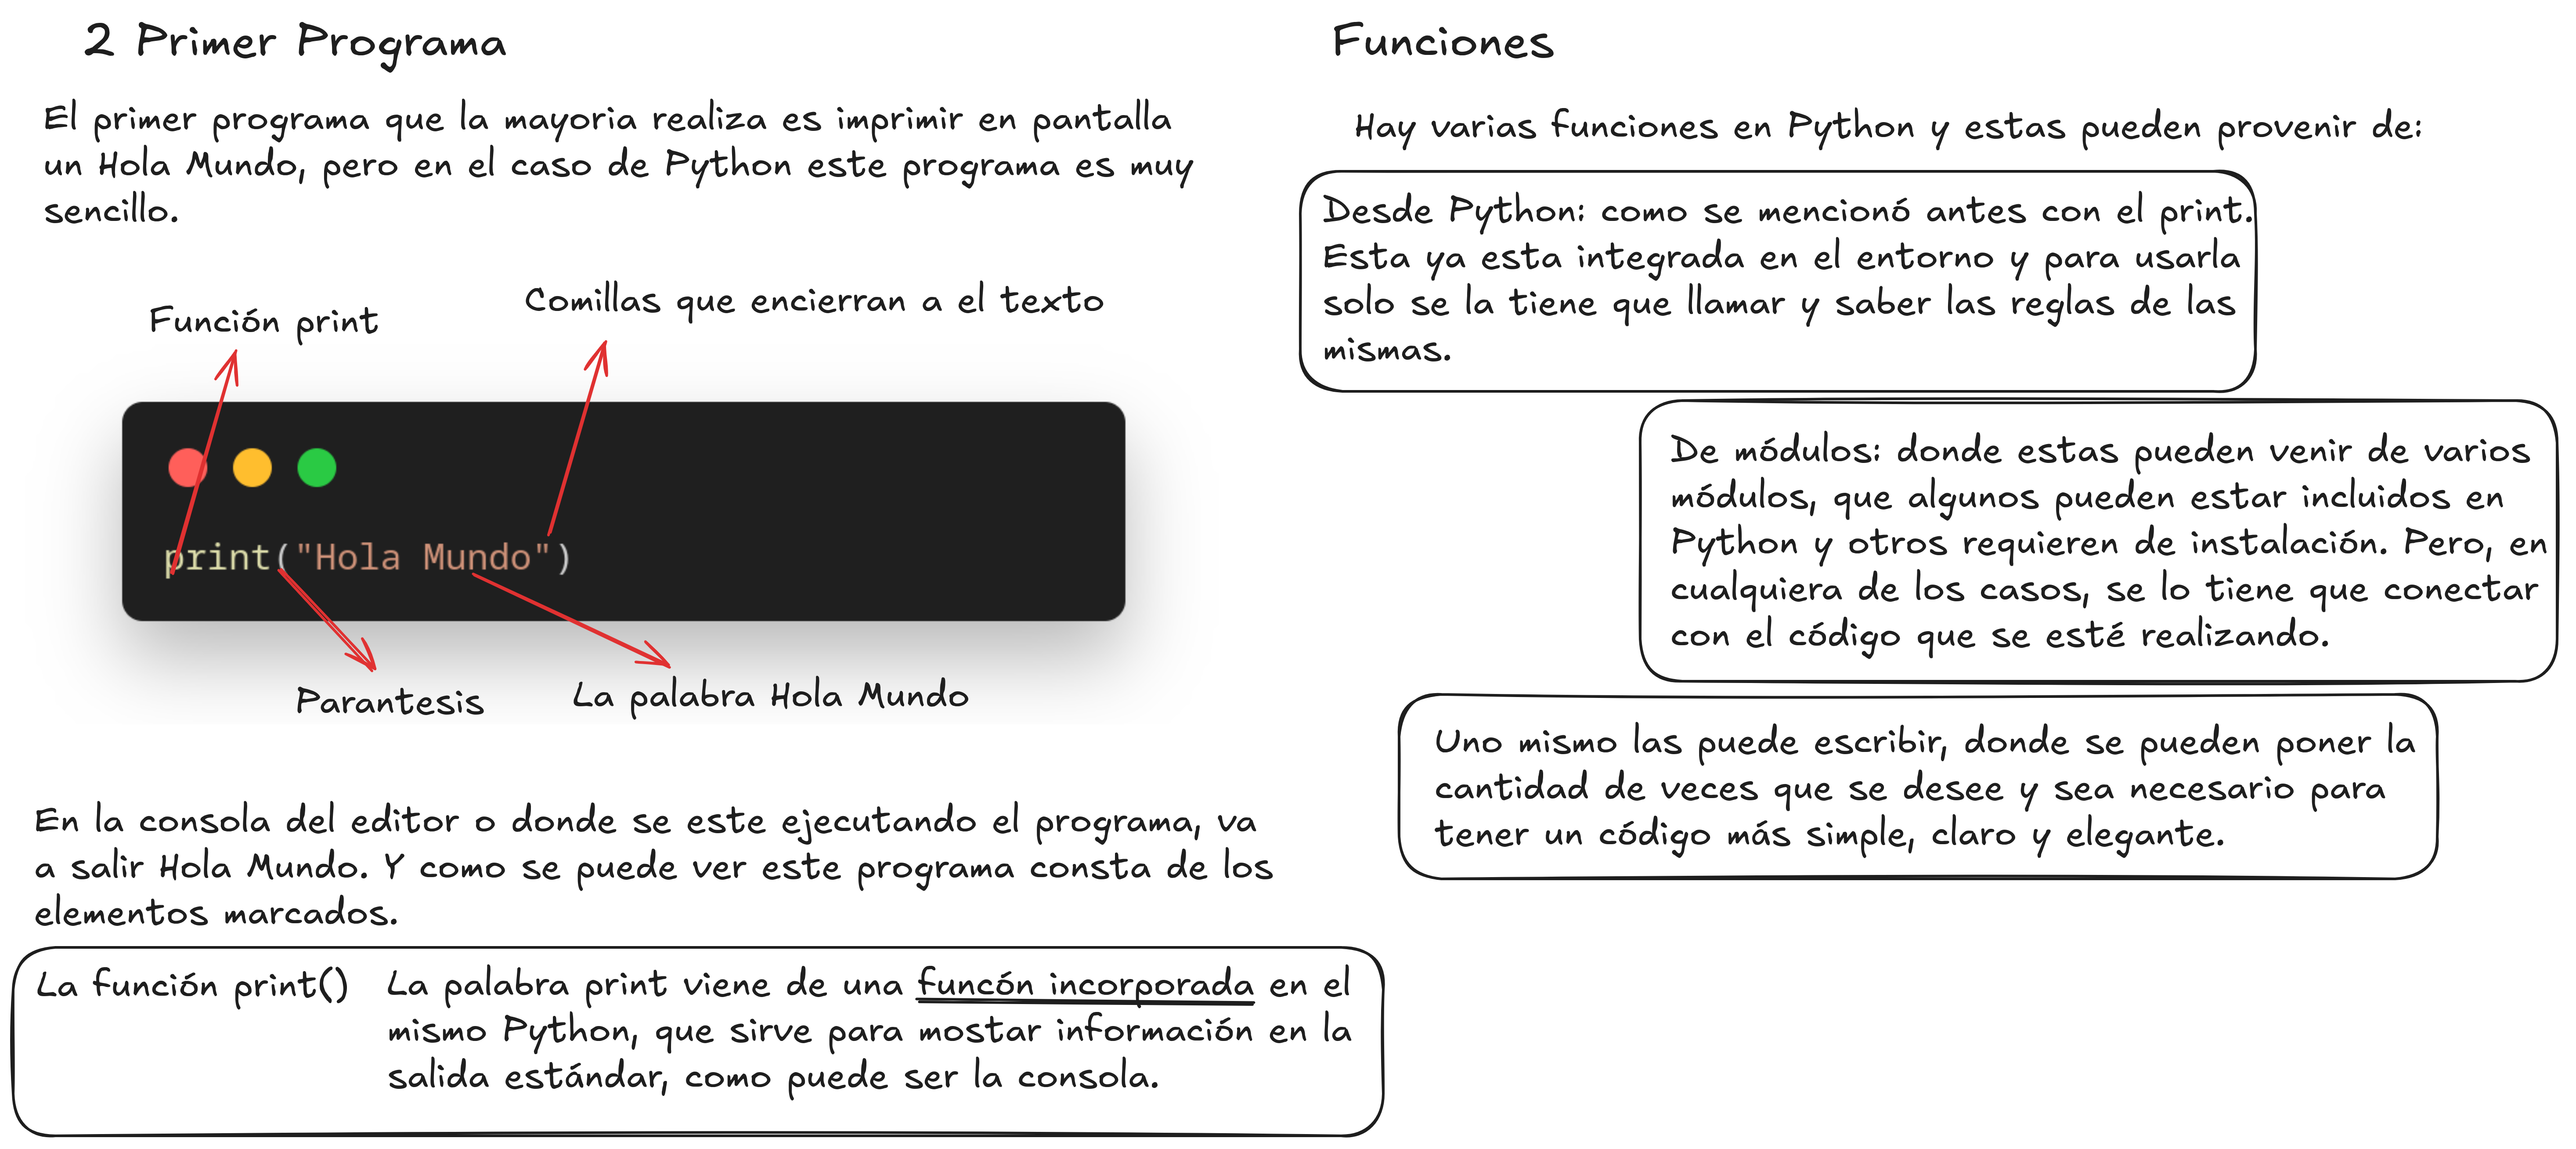 2 Primer Programa
El primer programa que la mayoria realiza es imprimir en pantalla
un Hola Mundo, pero en el caso de Python este programa es muy
sencillo.
Función print
Comillas que encierran a el texto
print("Hola Mundo")
Parantesis
La palabra Hola Mundo
En la consola del editor o donde se este ejecutando el programa, va
a salir Hola Mundo. Y como se puede ver este programa consta de los
elementos marcados.
La función print()
La palabra print viene de una funcón incorporada en el
mismo Python, que sirve para mostar información en la
salida estándar, como puede ser la consola.
Funciones
Hay varias funciones en Python y estas pueden provenir de:
Desde Python: como se mencionó antes con el print.
Esta ya esta integrada en el entorno y para usarla
solo se la tiene que llamar y saber las reglas de las
mismas.
De módulos: donde estas pueden venir de varios
módulos, que algunos pueden estar incluidos en
Python y otros requieren de instalación. Pero, en
cualquiera de los casos, se lo tiene que conectar
con el código que se esté realizando.
Uno mismo las puede escribir, donde se pueden poner la
cantidad de veces que se desee y sea necesario para
tener un código más simple, claro y elegante.